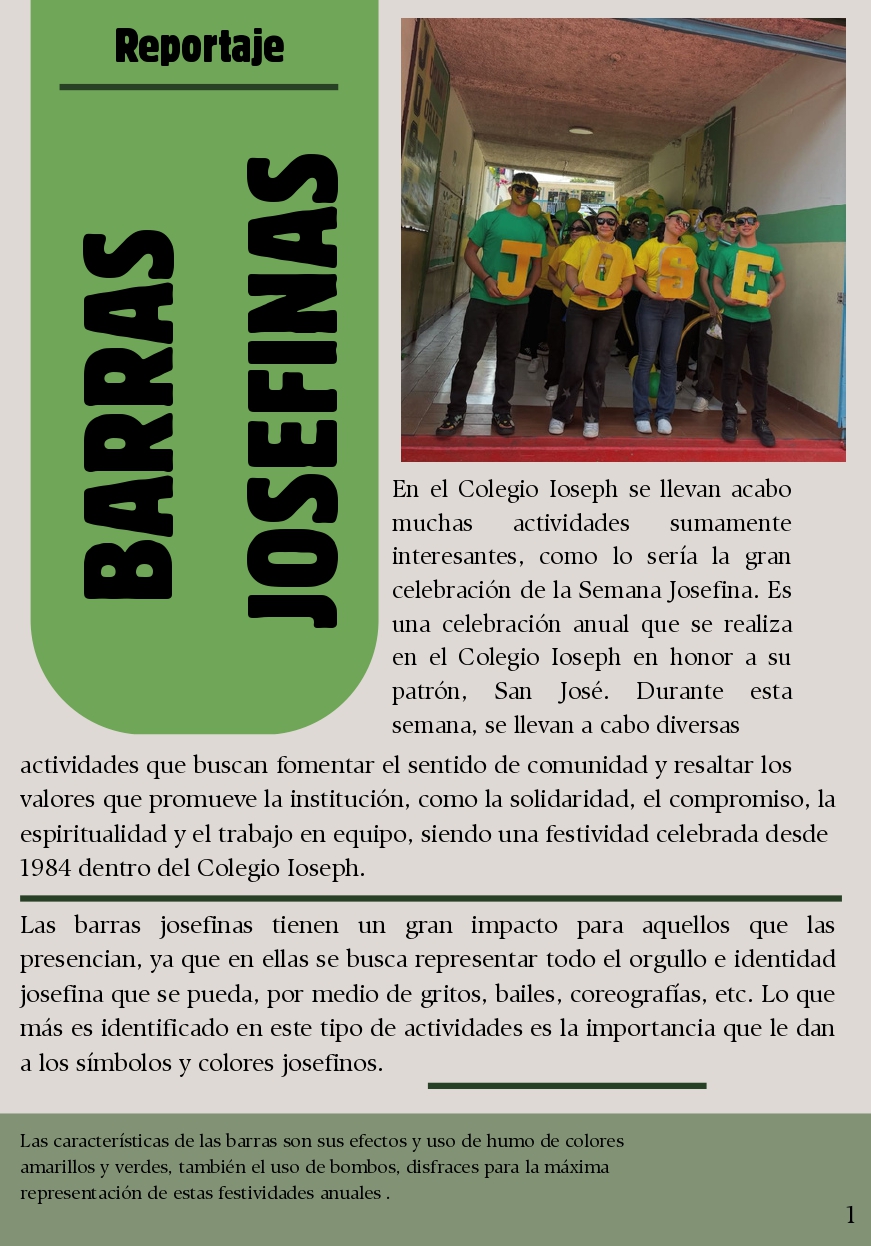 Reportaje
BARRAS
JOSEFINAS
J O S E
En el Colegio Ioseph se llevan acabo
muchas actividades sumamente
interesantes, como lo sería la gran
celebración de la Semana Josefina. Es
una celebración anual que se realiza
en el Colegio Ioseph en honor a su
patrón, San José. Durante esta
semana, se llevan a cabo diversas
actividades que buscan fomentar el sentido de comunidad y resaltar los
valores que promueve la institución, como la solidaridad, el compromiso, la
espiritualidad y el trabajo en equipo, siendo una festividad celebrada desde
1984 dentro del Colegio Ioseph.
Las barras josefinas tienen un gran impacto para aquellos que las
presencian, ya que en ellas se busca representar todo el orgullo e identidad
josefina que se pueda, por medio de gritos, bailes, coreografías, etc. Lo que
más es identificado en este tipo de actividades es la importancia que le dan
a los símbolos y colores josefinos.
Las características de las barras son sus efectos y uso de humo de colores
amarillos y verdes, también el uso de bombos, disfraces para la máxima
representación de estas festividades anuales .
1